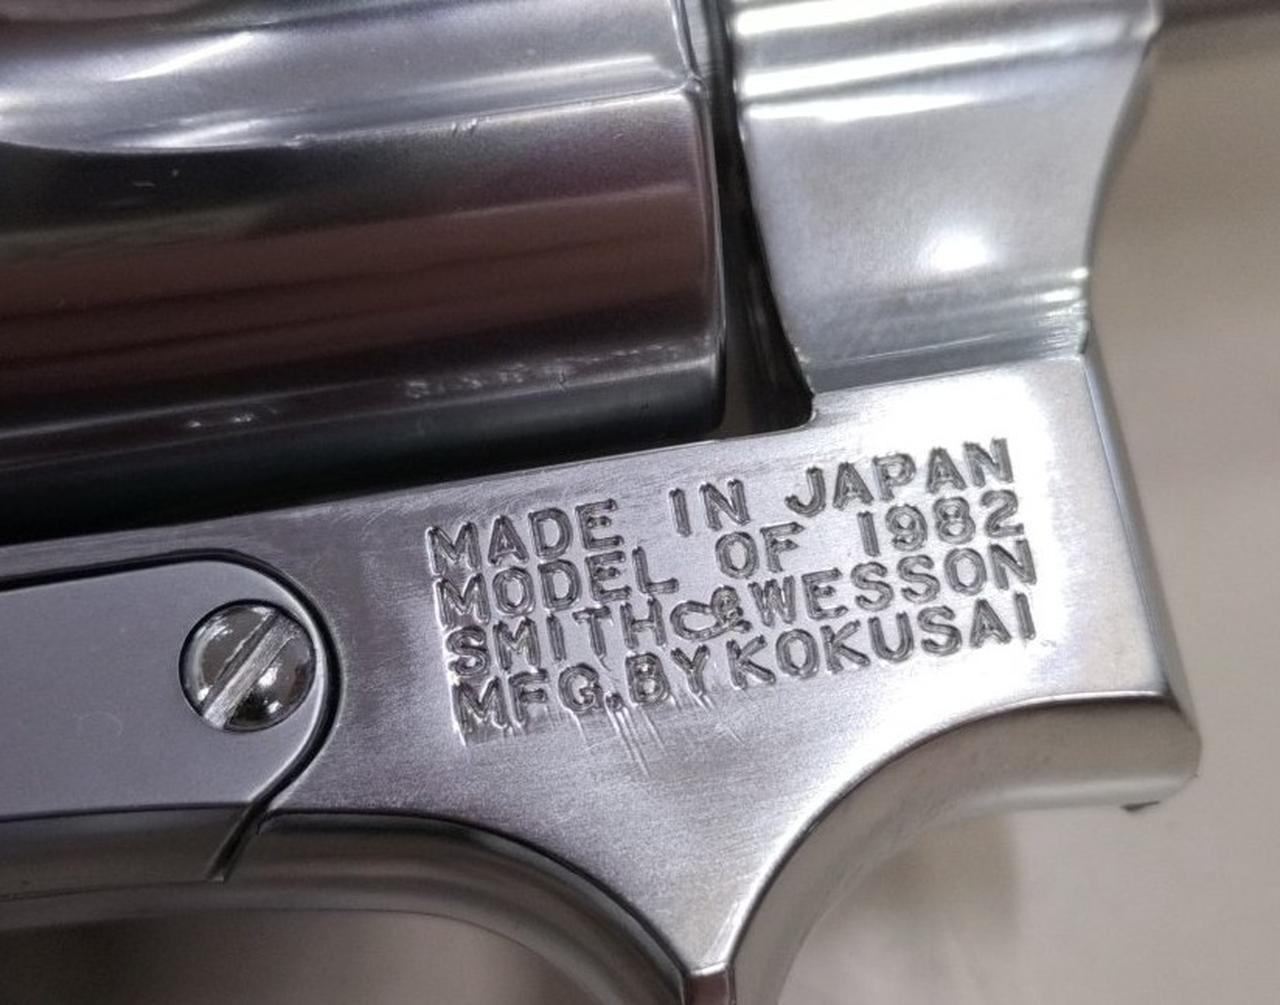 MADE IN JAPAN
MODEL OF 1982
SMITH & WESSON
MFG.BY KOKUSAI